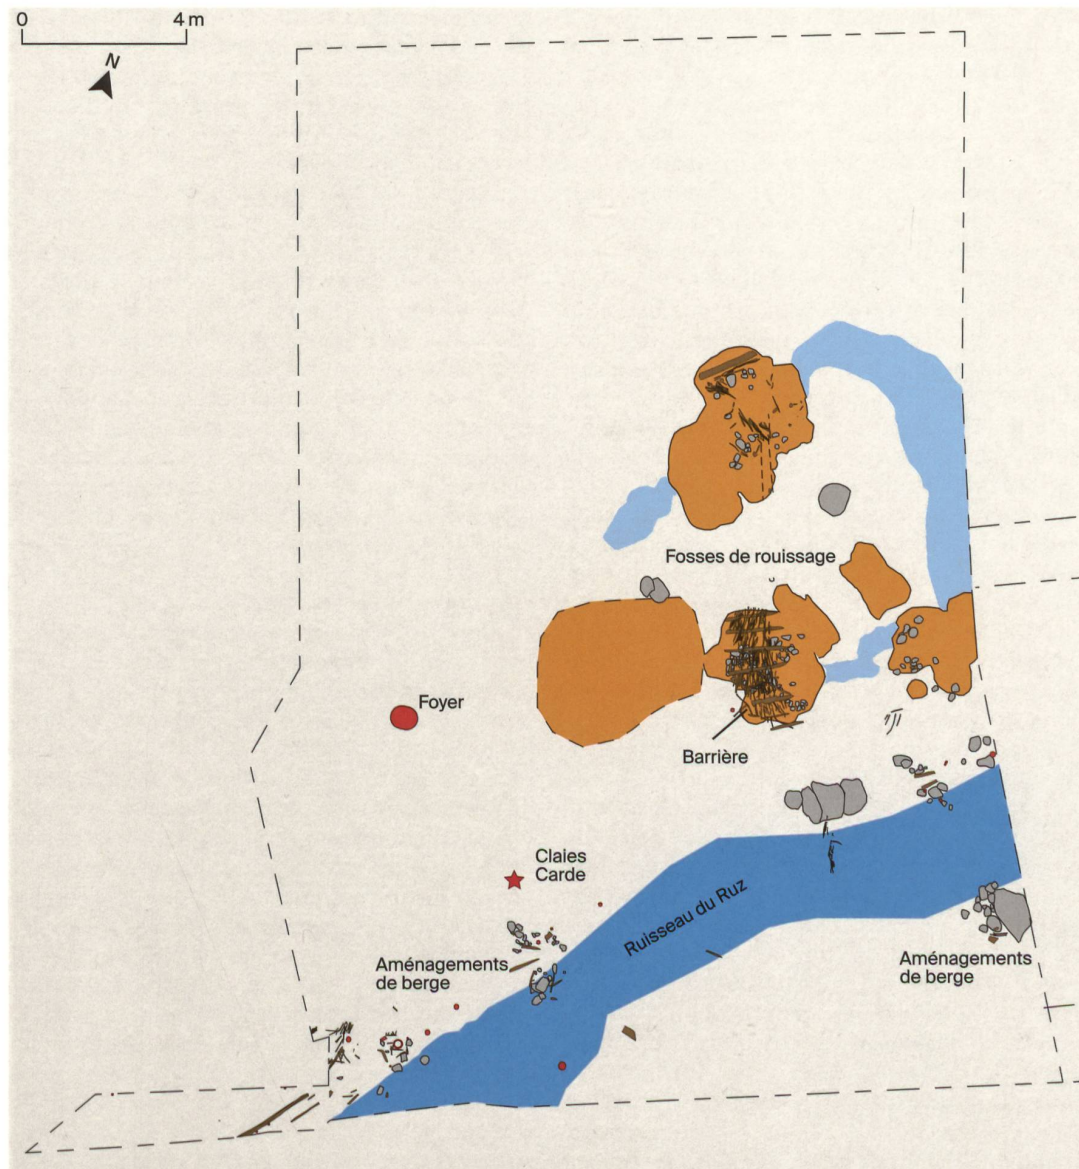 0 4 m
N
Fosses de rouissage
Foyer
Barrière
Claies
Carde
Ruisseau du Ruz
Aménagements
de berge
Aménagements
de berge